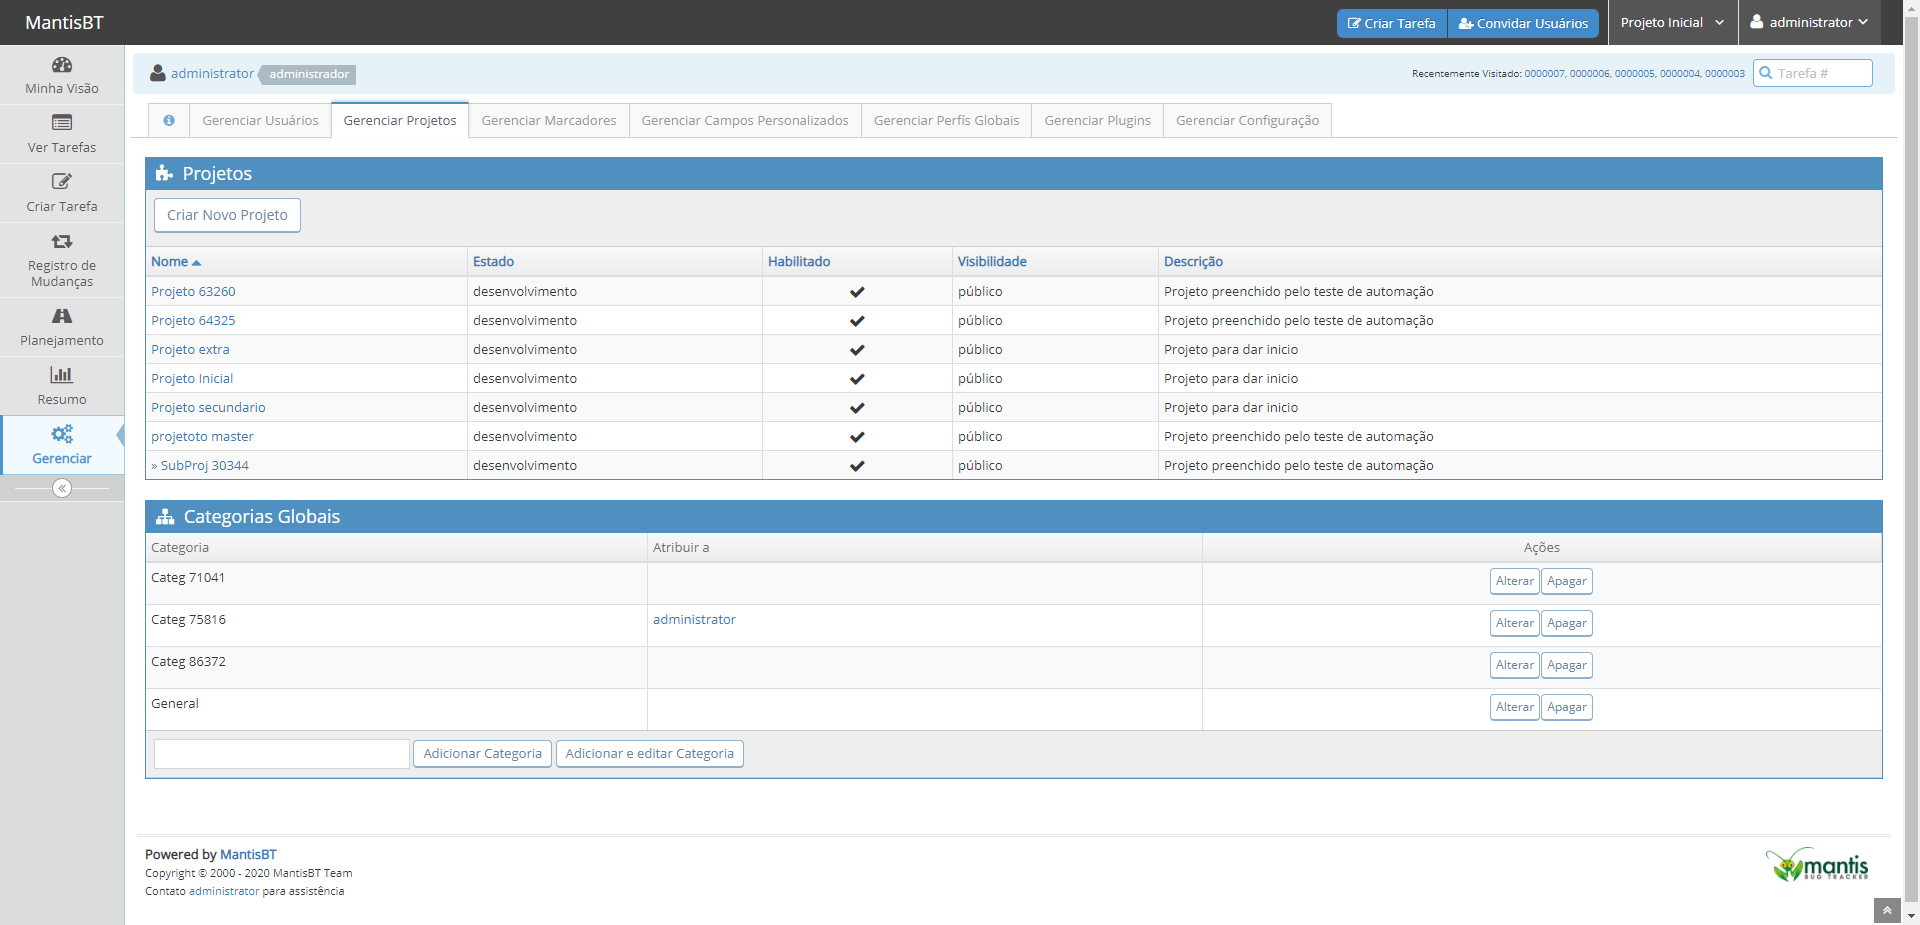 MantisBT
Criar Tarefa
Convidar Usuários
Projeto Inicial
administrator
Minha Visão
Ver Tarefas
Criar Tarefa
Registro de
Mudanças
Planejamento
Resumo
Gerenciar
administrator administrador
Recentemente Visitado: 0000007, 0000006, 0000005, 0000004, 0000003
Tarefa #
Gerenciar Usuários
Gerenciar Projetos
Gerenciar Marcadores
Gerenciar Campos Personalizados
Gerenciar Perfís Globais
Gerenciar Plugins
Gerenciar Configuração
Projetos
Criar Novo Projeto
Nome Estado Habilitado Visibilidade Descrição
Projeto 63260 desenvolvimento público Projeto preenchido pelo teste de automação
Projeto 64325 desenvolvimento público Projeto preenchido pelo teste de automação
Projeto extra desenvolvimento público Projeto para dar inicio
Projeto Inicial desenvolvimento público Projeto para dar inicio
Projeto secundario desenvolvimento público Projeto para dar inicio
projetoto master desenvolvimento público Projeto preenchido pelo teste de automação
» SubProj 30344 desenvolvimento público Projeto preenchido pelo teste de automação
Categorias Globais
Categoria Atribuir a Ações
Categ 71041 Alterar Apagar
Categ 75816 administrator Alterar Apagar
Categ 86372 Alterar Apagar
General Alterar Apagar
Adicionar Categoria Adicionar e editar Categoria
Powered by MantisBT
Copyright © 2000 - 2020 MantisBT Team
Contato administrator para assistência
mantis
BUG TRACKER